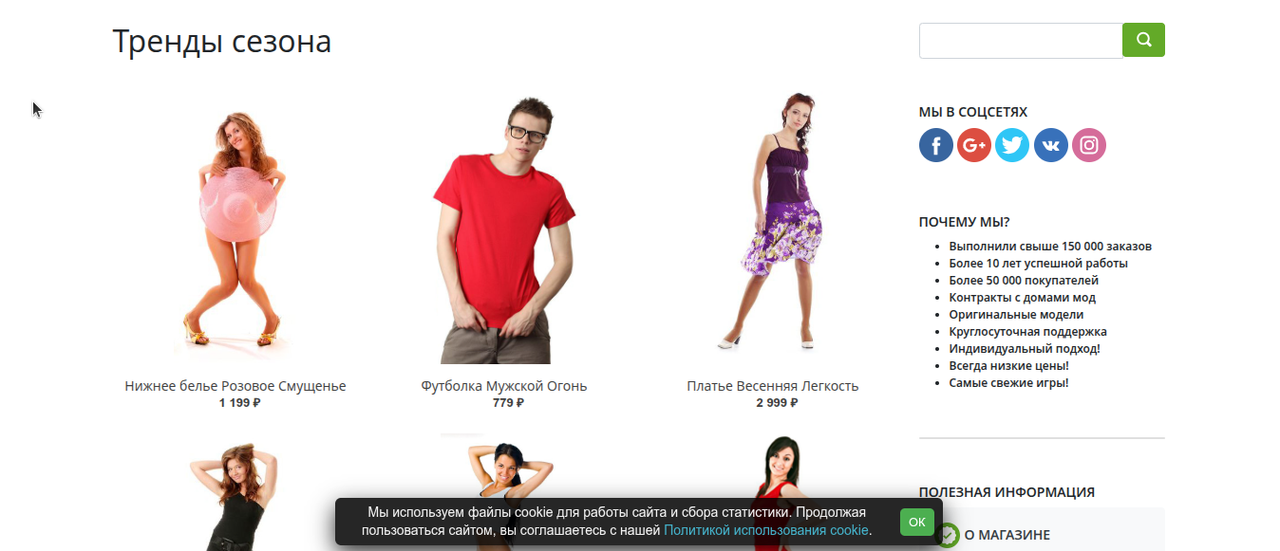 Тренды сезона
МЫ В СОЦСЕТЯХ
ПОЧЕМУ МЫ?
Выполнили свыше 150 000 заказов
Более 10 лет успешной работы
Более 50 000 покупателей
Контракты с домами мод
Оригинальные модели
Круглосуточная поддержка
Индивидуальный подход!
Всегда низкие цены!
Самые свежие игры!
Нижнее белье Розовое Смущенье
1 199 ₽
Футболка Мужской Огонь
779 ₽
Платье Весенняя Легкость
2 999 ₽
ПОЛЕЗНАЯ ИНФОРМАЦИЯ
О МАГАЗИНЕ
Мы используем файлы cookie для работы сайта и сбора статистики. Продолжая
пользоваться сайтом, вы соглашаетесь с нашей Политикой использования cookie.
ОК